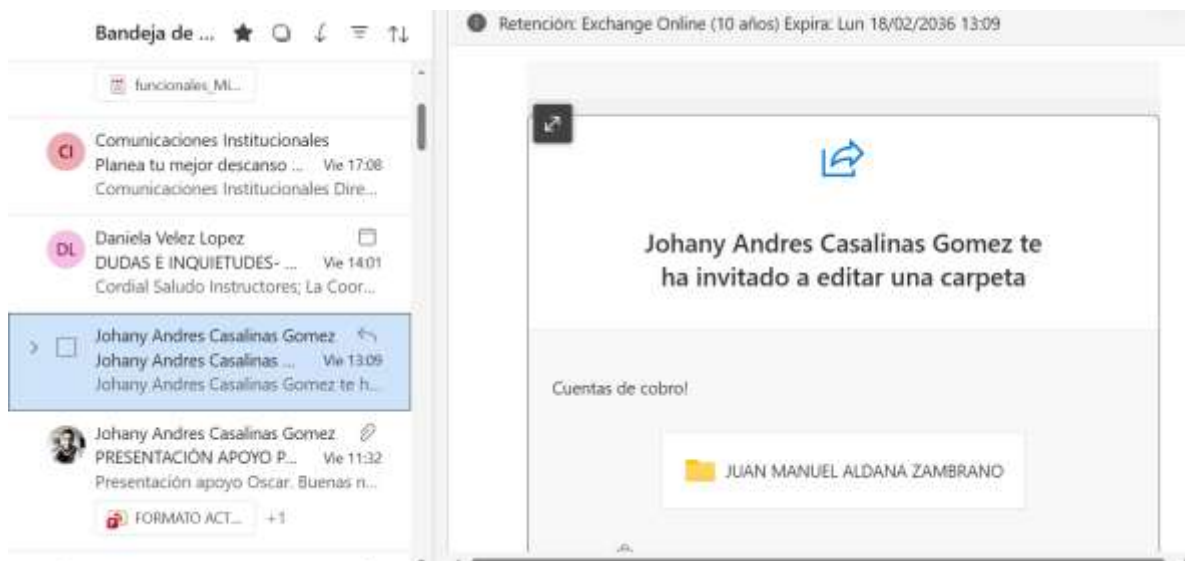 Bandeja de ...
funcionales_Mi...
CI
Comunicaciones Institucionales
Planea tu mejor descanso ... Vie 17:08
Comunicaciones Institucionales Dire...
DL
Daniela Velez Lopez
DUDAS E INQUIETUDES- ... Vie 14:01
Cordial Saludo Instructores; La Coor...
Johany Andres Casalinas Gomez
Johany Andres Casalinas ... Vie 13:09
Johany Andres Casalinas Gomez te h...
Johany Andres Casalinas Gomez
PRESENTACIÓN APOYO P... Vie 11:32
Presentación apoyo Oscar. Buenas n...
FORMATO ACT... +1
Retención: Exchange Online (10 años) Expira: Lun 18/02/2036 13:09
Johany Andres Casalinas Gomez te
ha invitado a editar una carpeta
Cuentas de cobro!
JUAN MANUEL ALDANA ZAMBRANO